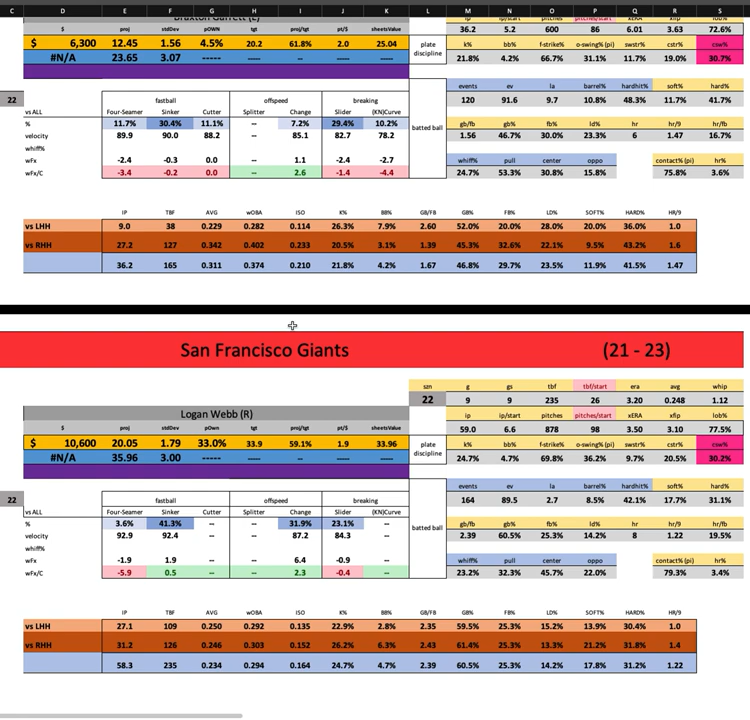 C D E F G H I J K L M N O P Q R S
Braxton Garrett (L) ip ip/start pitches pitches/start xERA xfip lob%
$ proj stdDev pOWN tgt proj/tgt pt/$ sheetsValue 36.2 5.2 600 86 6.01 3.63 72.6%
$ 6,300 12.45 1.56 4.5% 20.2 61.8% 2.0 25.04 plate discipline k% bb% f-strike% o-swing% (pi) swstr% cstr% csw%
#N/A 23.65 3.07 ----- ---- -- --- ---- 21.8% 4.2% 66.7% 31.1% 11.7% 19.0% 30.7%
events ev la barrel% hardhit% soft% hard%
22 fastball offspeed breaking 120 91.6 9.7 10.8% 48.3% 11.7% 41.7%
vs ALL Four-Seamer Sinker Cutter Splitter Change Slider (KN)Curve
% 11.7% 30.4% 11.1% -- 7.2% 29.4% 10.2% batted ball gb/fb gb% fb% ld% hr hr/9 hr/fb
velocity 89.9 90.0 88.2 -- 85.1 82.7 78.2 1.56 46.7% 30.0% 23.3% 6 1.47 16.7%
whiff%
wFx -2.4 -0.3 0.0 1.1 -2.4 -2.7 whiff% pull center oppo contact% (pi) hr%
wFx/C -3.4 -0.2 0.0 -- 2.6 -1.4 -4.4 24.7% 53.3% 30.8% 15.8% 75.8% 3.6%
IP TBF AVG wOBA ISO K% BB% GB/FB GB% FB% LD% SOFT% HARD% HR/9
vs LHH 9.0 38 0.229 0.282 0.114 26.3% 7.9% 2.60 52.0% 20.0% 28.0% 20.0% 36.0% 1.0
vs RHH 27.2 127 0.342 0.402 0.233 20.5% 3.1% 1.39 45.3% 32.6% 22.1% 9.5% 43.2% 1.6
36.2 165 0.311 0.374 0.210 21.8% 4.2% 1.67 46.8% 29.7% 23.5% 11.9% 41.5% 1.47
San Francisco Giants (21 - 23)
szn g gs tbf tbf/start era avg whip
22 9 9 235 26 3.20 0.248 1.12
Logan Webb (R) ip ip/start pitches pitches/start xERA xfip lob%
$ proj stdDev pOwn tgt proj/tgt pt/$ sheetsValue 59.0 6.6 878 98 3.50 3.10 77.5%
$ 10,600 20.05 1.79 33.0% 33.9 59.1% 1.9 33.96 plate discipline k% bb% f-strike% o-swing% (pi) swstr% cstr% csw%
#N/A 35.96 3.00 ----- ---- -- --- ---- 24.7% 4.7% 69.8% 36.2% 9.7% 20.5% 30.2%
events ev la barrel% hardhit% soft% hard%
22 fastball offspeed breaking 164 89.5 2.7 8.5% 42.1% 17.7% 31.1%
vs ALL Four-Seamer Sinker Cutter Splitter Change Slider (KN)Curve
% 3.6% 41.3% -- -- 31.9% 23.1% -- batted ball gb/fb gb% fb% ld% hr hr/9 hr/fb
velocity 92.9 92.4 -- -- 87.2 84.3 -- 2.39 60.5% 25.3% 14.2% 8 1.22 19.5%
whiff%
wFx -1.9 1.9 6.4 -0.9 whiff% pull center oppo contact% (pi) hr%
wFx/C -5.9 0.5 -- -- 2.3 -0.4 -- 23.2% 32.3% 45.7% 22.0% 79.3% 3.4%
IP TBF AVG wOBA ISO K% BB% GB/FB GB% FB% LD% SOFT% HARD% HR/9
vs LHH 27.1 109 0.250 0.292 0.135 22.9% 2.8% 2.35 59.5% 25.3% 15.2% 13.9% 30.4% 1.0
vs RHH 31.2 126 0.246 0.303 0.152 26.2% 6.3% 2.43 61.4% 25.3% 13.3% 21.2% 31.8% 1.4
58.3 235 0.234 0.294 0.164 24.7% 4.7% 2.39 60.5% 25.3% 14.2% 17.8% 31.2% 1.22